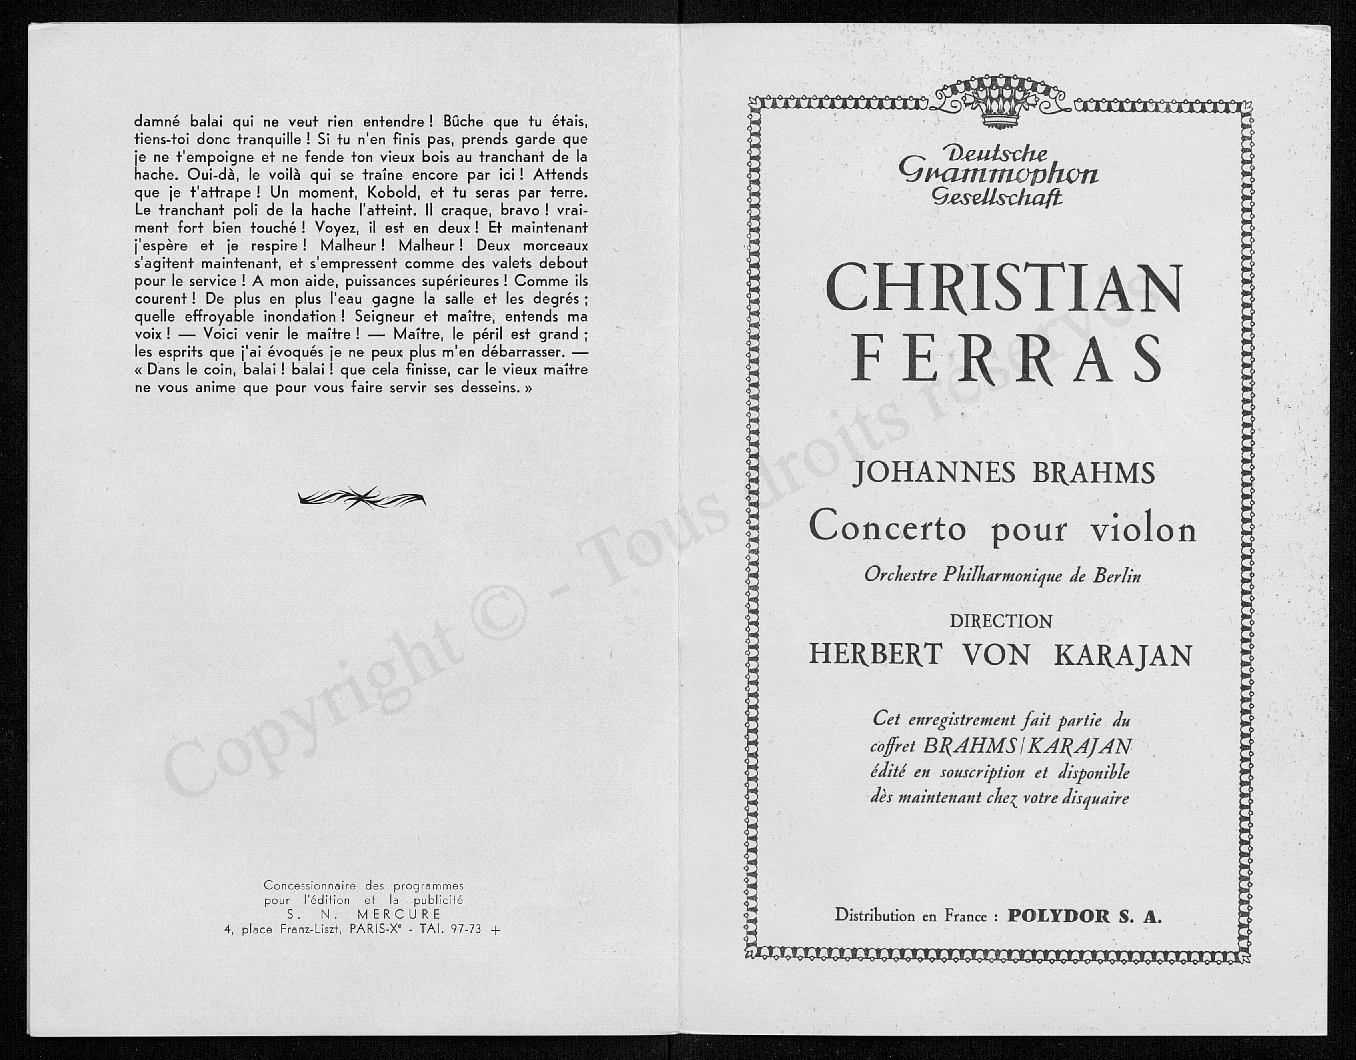 damné balai qui ne veut rien entendre ! Bûche que tu étais,
tiens-toi donc tranquille ! Si tu n'en finis pas, prends garde que
je ne t'empoigne et ne fende ton vieux bois au tranchant de la
hache. Oui-dà, le voilà qui se traîne encore par ici ! Attends
que je t'attrape ! Un moment, Kobold, et tu seras par terre.
Le tranchant poli de la hache l'atteint. Il craque, bravo ! vrai-
ment fort bien touché ! Voyez, il est en deux ! Et maintenant
j'espère et je respire ! Malheur ! Malheur ! Deux morceaux
s'agitent maintenant, et s'empressent comme des valets debout
pour le service ! A mon aide, puissances supérieures ! Comme ils
courent ! De plus en plus l'eau gagne la salle et les degrés ;
quelle effroyable inondation ! Seigneur et maître, entends ma
voix ! — Voici venir le maître ! — Maître, le péril est grand ;
les esprits que j'ai évoqués je ne peux plus m'en débarrasser. —
« Dans le coin, balai ! balai ! que cela finisse, car le vieux maître
ne vous anime que pour vous faire servir ses desseins. »
Concessionnaire des programmes
pour l'édition et la publicité
S. N. MERCURE
4, place Franz-Liszt, PARIS-Xe - TAI. 97-73 +
Deutsche
Grammophon
Gesellschaft
CHRISTIAN
FERRAS
JOHANNES BRAHMS
Concerto pour violon
Orchestre Philharmonique de Berlin
DIRECTION
HERBERT VON KARAJAN
Cet enregistrement fait partie du
coffret BRAHMS/KARAJAN
édité en souscription et disponible
dès maintenant chez votre disquaire
Distribution en France : POLYDOR S. A.
Copyright © - Tous droits réservés